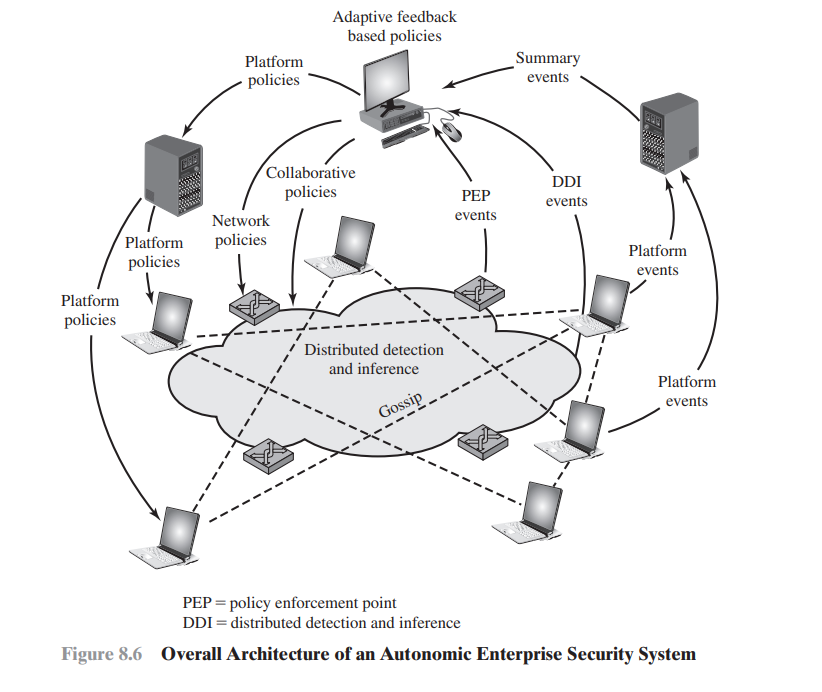 Adaptive feedback
based policies
Platform
policies
Summary
events
Collaborative
policies
PEP
events
DDI
events
Network
policies
Platform
policies
Platform
events
Platform
policies
Distributed detection
and inference
Gossip
Platform
events
PEP = policy enforcement point
DDI = distributed detection and inference
Figure 8.6 Overall Architecture of an Autonomic Enterprise Security System